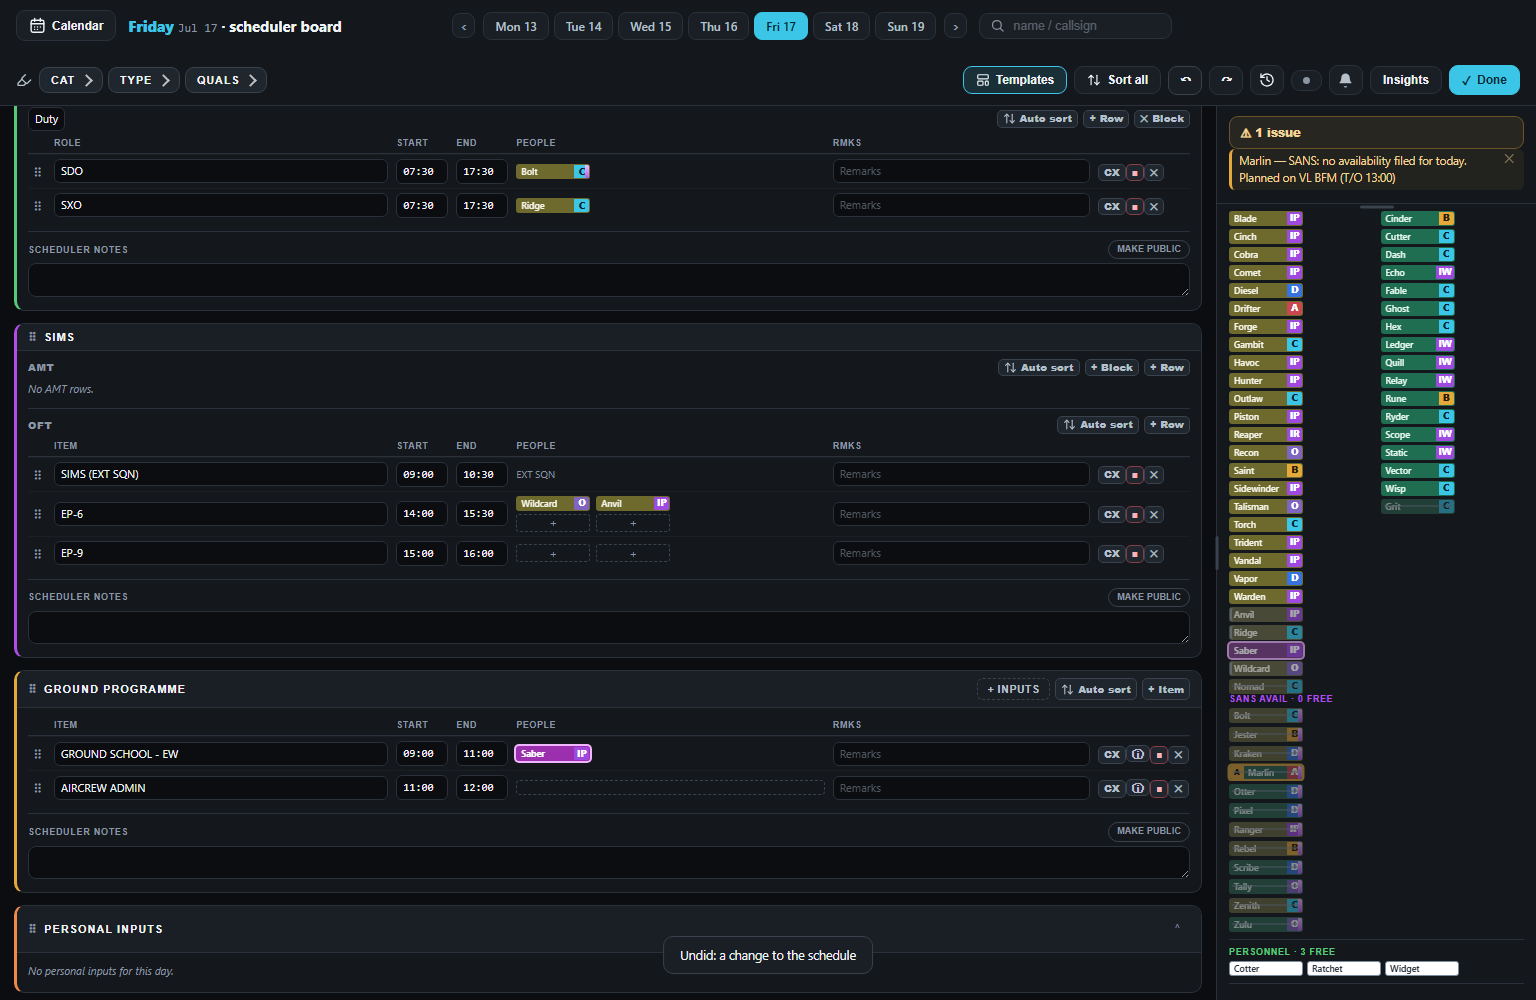 Calendar
Friday Jul 17 · scheduler board
‹ Mon 13 Tue 14 Wed 15 Thu 16 Fri 17 Sat 18 Sun 19 ›
name / callsign
CAT TYPE QUALS
Templates Sort all Insights ✓ Done
Duty
Auto sort + Row × Block
ROLE START END PEOPLE RMKS
SDO 07:30 17:30 Bolt C Remarks CX
SXO 07:30 17:30 Ridge C Remarks CX
SCHEDULER NOTES MAKE PUBLIC
SIMS
AMT Auto sort + Block + Row
No AMT rows.
OFT Auto sort + Row
ITEM START END PEOPLE RMKS
SIMS (EXT SQN) 09:00 10:30 EXT SQN Remarks CX
EP-6 14:00 15:30 Wildcard O Anvil IP Remarks CX
+ +
EP-9 15:00 16:00 + + Remarks CX
SCHEDULER NOTES MAKE PUBLIC
GROUND PROGRAMME + INPUTS Auto sort + Item
ITEM START END PEOPLE RMKS
GROUND SCHOOL - EW 09:00 11:00 Saber IP Remarks CX
AIRCREW ADMIN 11:00 12:00 Remarks CX
SCHEDULER NOTES MAKE PUBLIC
PERSONAL INPUTS
No personal inputs for this day.
Undid: a change to the schedule
⚠ 1 issue
Marlin — SANS: no availability filed for today.
Planned on VL BFM (T/O 13:00)
Blade IP
Cinch IP
Cobra IP
Comet IP
Diesel D
Drifter A
Forge IP
Gambit C
Havoc IP
Hunter IP
Outlaw C
Piston IP
Reaper IR
Recon O
Saint B
Sidewinder IP
Talisman O
Torch C
Trident IP
Vandal IP
Vapor D
Warden IP
Anvil IP
Ridge C
Saber IP
Wildcard O
Nomad C
Cinder B
Cutter C
Dash C
Echo IW
Fable C
Ghost C
Hex C
Ledger IW
Quill IW
Relay IW
Rune B
Ryder C
Scope IW
Static IW
Vector C
Wisp C
Grit C
SANS AVAIL · 0 FREE
Bolt C
Jester B
Kraken D
A Marlin A
Otter D
Pixel D
Ranger IP
Rebel B
Scribe D
Tally O
Zenith C
Zulu O
PERSONNEL · 3 FREE
Cotter Ratchet Widget